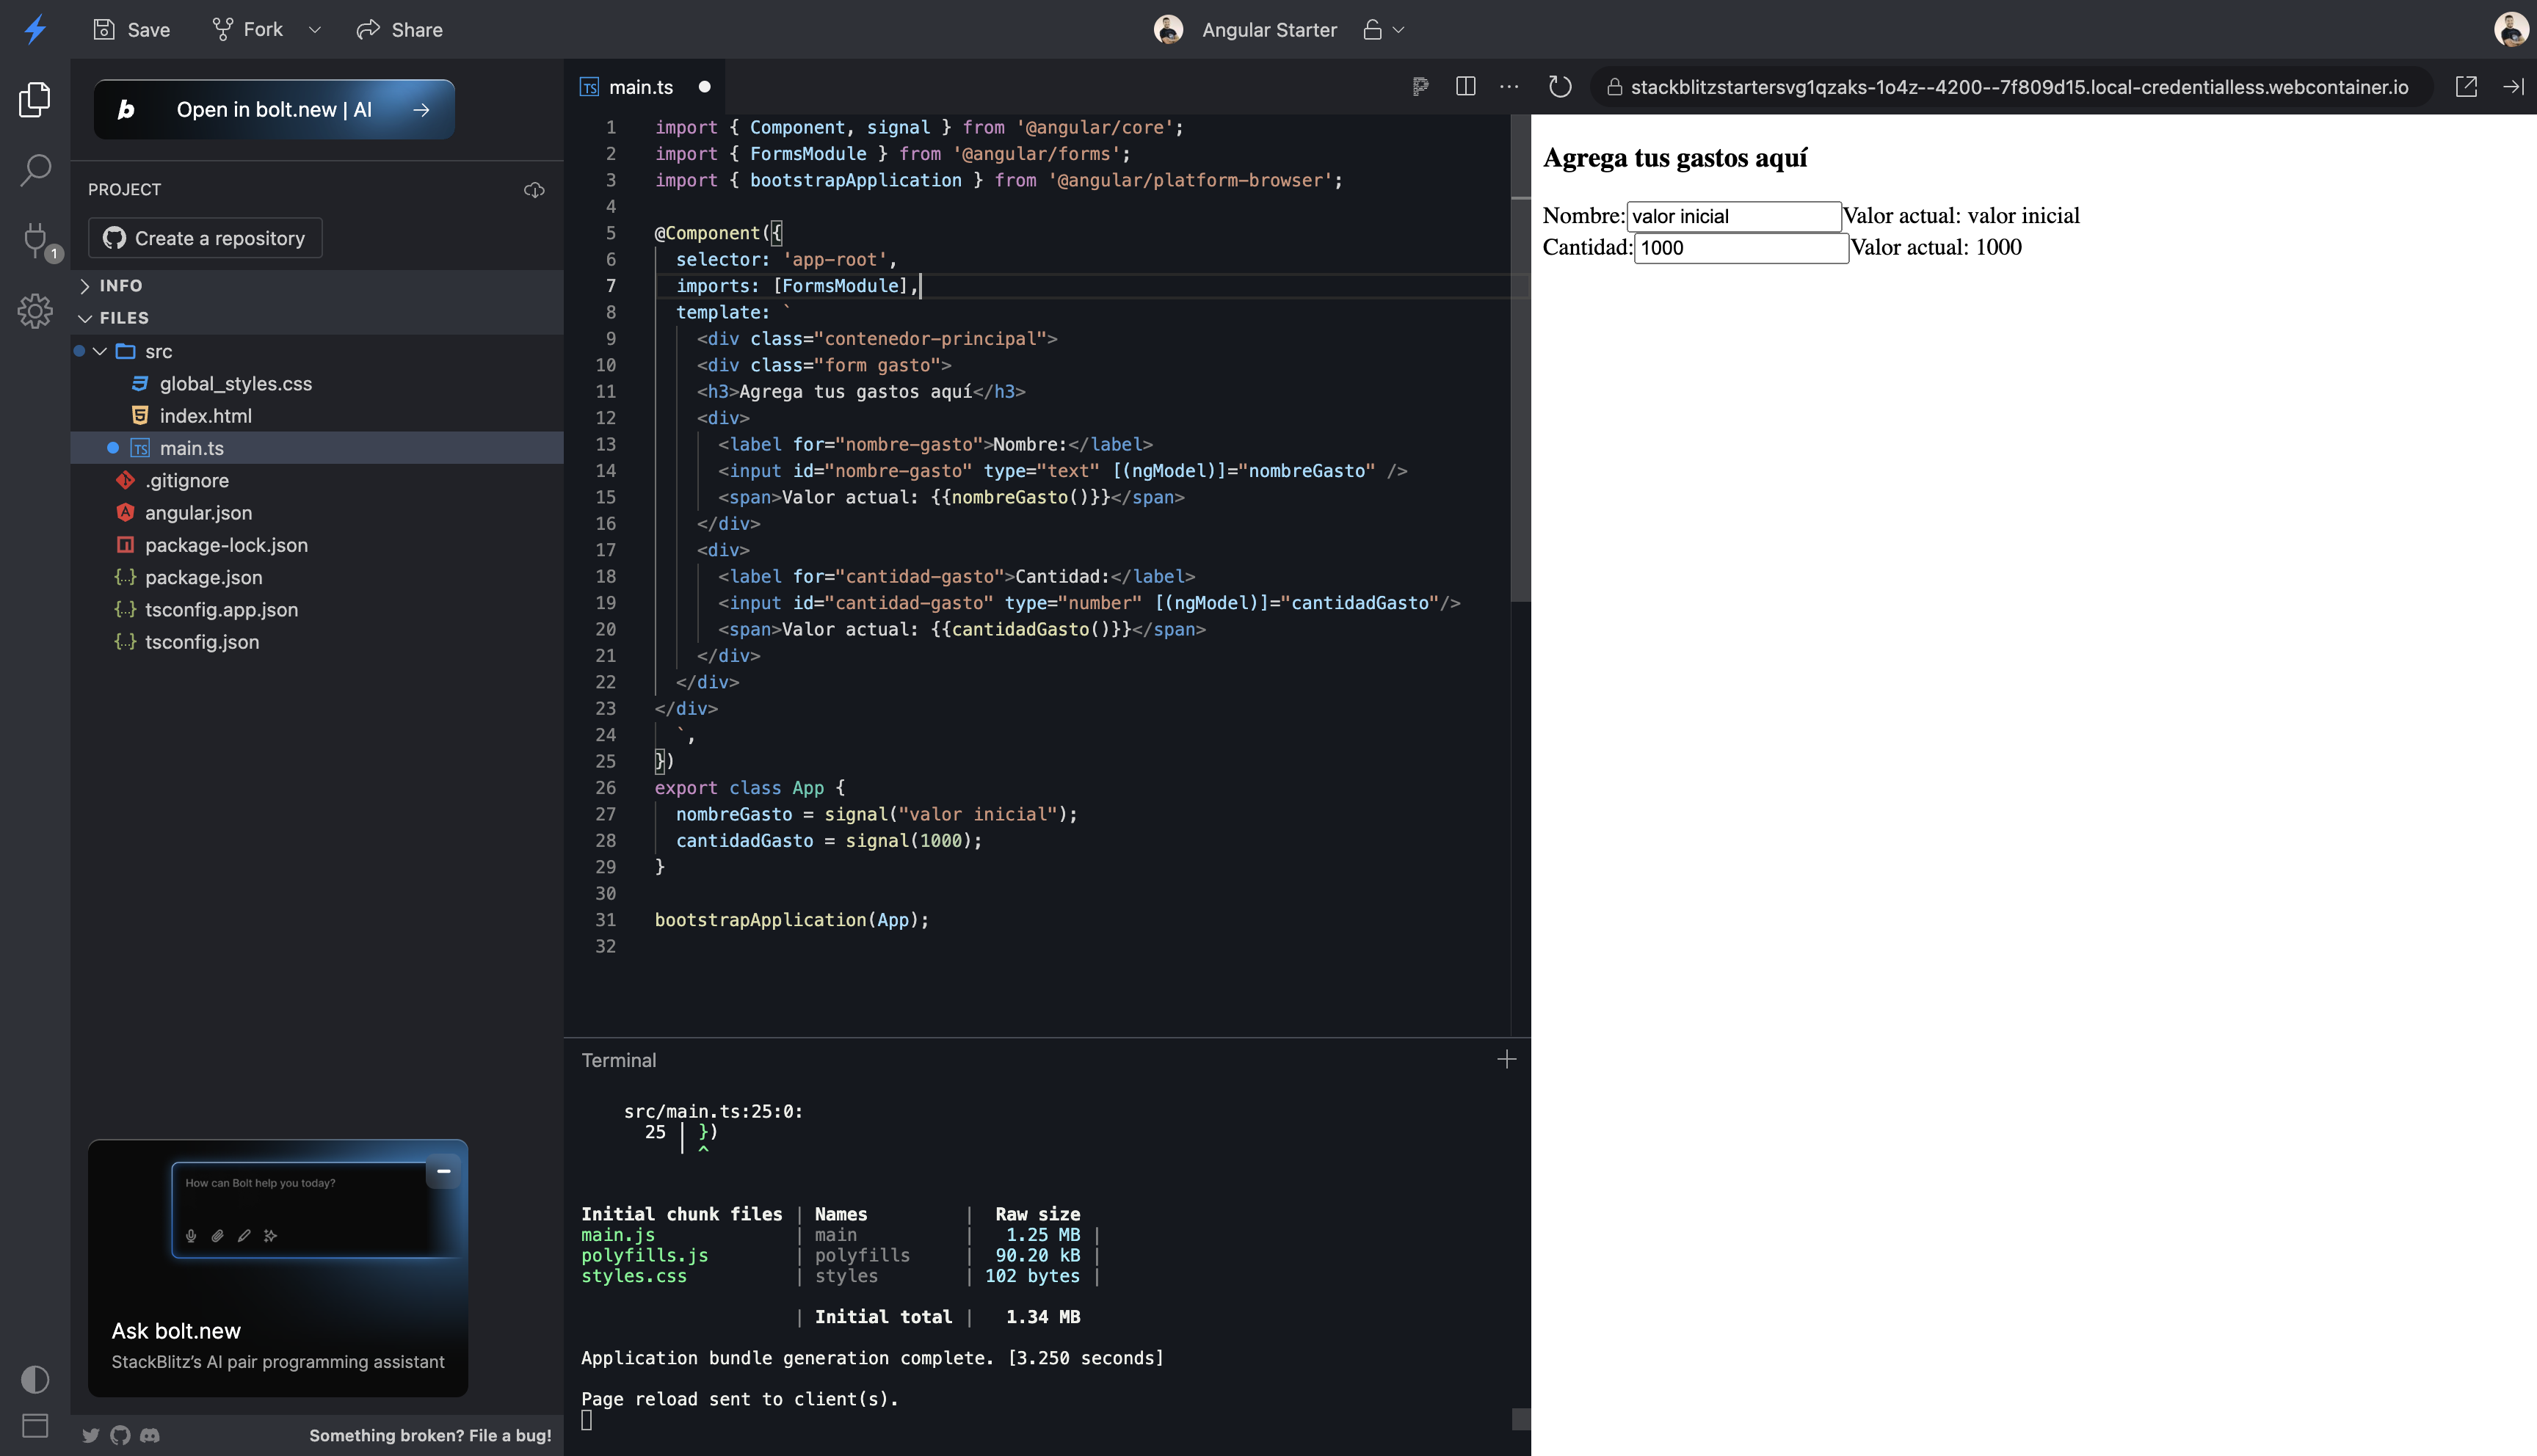 Save Fork Share Angular Starter
Open in bolt.new | AI
main.ts
stackblitzstartersvg1qzaks-1o4z--4200--7f809d15.local-credentialless.webcontainer.io
PROJECT
Create a repository
1
INFO
FILES
src
global_styles.css
index.html
main.ts
.gitignore
angular.json
package-lock.json
package.json
tsconfig.app.json
tsconfig.json
How can Bolt help you today?
Ask bolt.new
StackBlitz's AI pair programming assistant
Something broken? File a bug!
1 import { Component, signal } from '@angular/core';
2 import { FormsModule } from '@angular/forms';
3 import { bootstrapApplication } from '@angular/platform-browser';
4
5 @Component({
6 selector: 'app-root',
7 imports: [FormsModule],
8 template: `
9 <div class="contenedor-principal">
10 <div class="form gasto">
11 <h3>Agrega tus gastos aquí</h3>
12 <div>
13 <label for="nombre-gasto">Nombre:</label>
14 <input id="nombre-gasto" type="text" [(ngModel)]="nombreGasto" />
15 <span>Valor actual: {{nombreGasto()}}</span>
16 </div>
17 <div>
18 <label for="cantidad-gasto">Cantidad:</label>
19 <input id="cantidad-gasto" type="number" [(ngModel)]="cantidadGasto"/>
20 <span>Valor actual: {{cantidadGasto()}}</span>
21 </div>
22 </div>
23 </div>
24 `,
25 })
26 export class App {
27 nombreGasto = signal("valor inicial");
28 cantidadGasto = signal(1000);
29 }
30
31 bootstrapApplication(App);
32
Terminal
src/main.ts:25:0:
25 │ })
^
Initial chunk files | Names | Raw size
main.js | main | 1.25 MB |
polyfills.js | polyfills | 90.20 kB |
styles.css | styles | 102 bytes |
| Initial total | 1.34 MB
Application bundle generation complete. [3.250 seconds]
Page reload sent to client(s).
Agrega tus gastos aquí
Nombre: valor inicial Valor actual: valor inicial
Cantidad: 1000 Valor actual: 1000